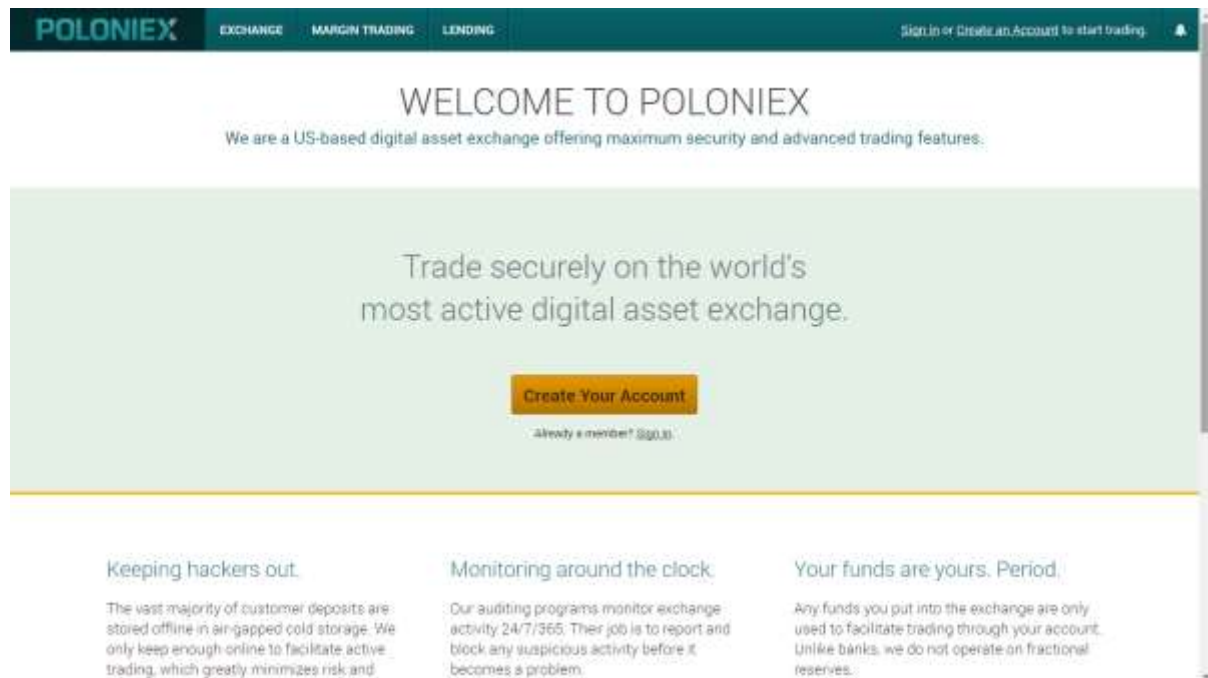 POLONIEX EXCHANGE MARGIN TRADING LENDING Sign in or Create an Account to start trading.
WELCOME TO POLONIEX
We are a US-based digital asset exchange offering maximum security and advanced trading features.
Trade securely on the world's
most active digital asset exchange.
Create Your Account
Already a member? Sign in.
Keeping hackers out.
The vast majority of customer deposits are
stored offline in air-gapped cold storage. We
only keep enough online to facilitate active
trading, which greatly minimizes risk and
Monitoring around the clock.
Our auditing programs monitor exchange
activity 24/7/365. Their job is to report and
block any suspicious activity before it
becomes a problem.
Your funds are yours. Period.
Any funds you put into the exchange are only
used to facilitate trading through your account.
Unlike banks, we do not operate on fractional
reserves.